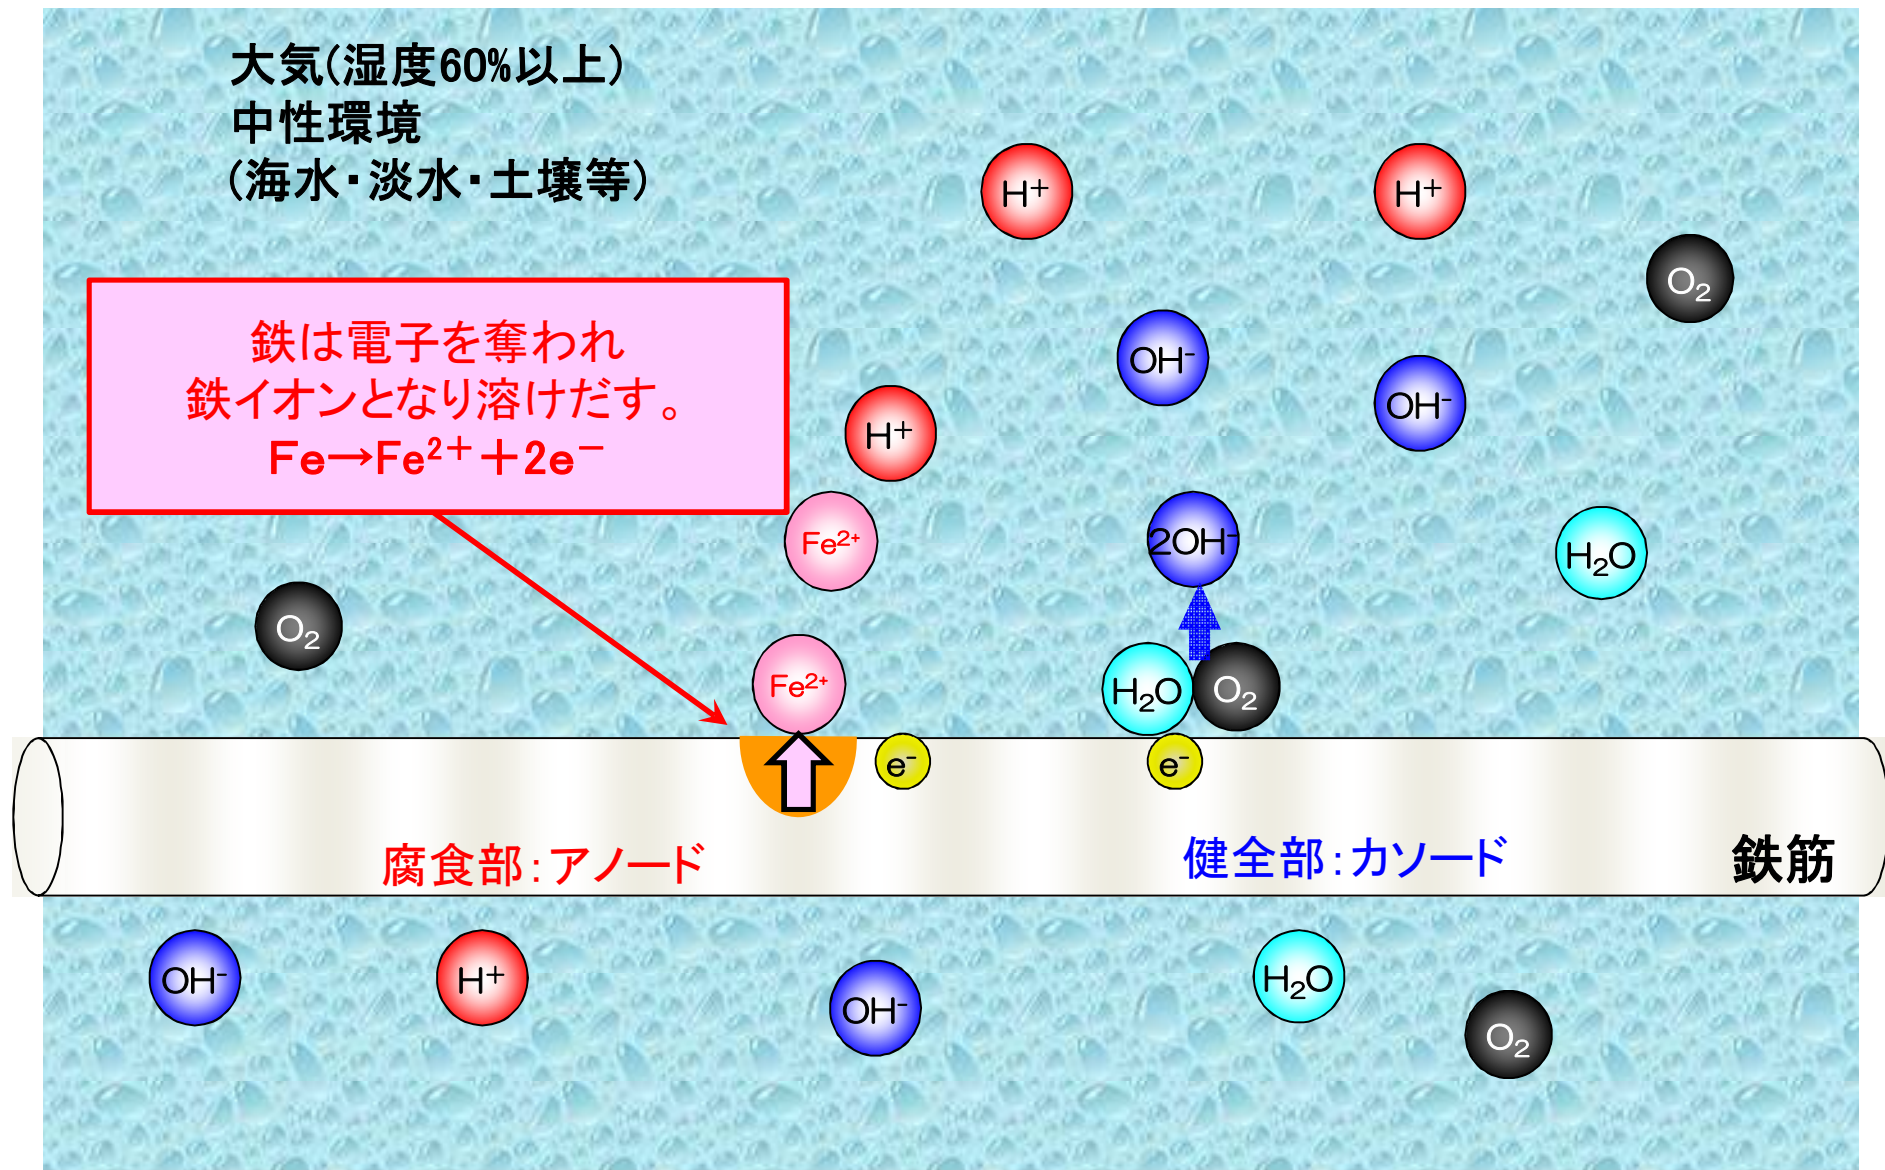 大気(湿度60%以上)
中性環境
(海水・淡水・土壌等)
H⁺
H⁺
O₂
鉄は電子を奪われ
鉄イオンとなり溶けだす。
Fe→Fe²⁺+2e⁻
OH⁻
OH⁻
H⁺
Fe²⁺
2OH⁻
H₂O
O₂
Fe²⁺
H₂O
O₂
e⁻
e⁻
腐食部:アノード
健全部:カソード
鉄筋
OH⁻
H⁺
OH⁻
H₂O
O₂